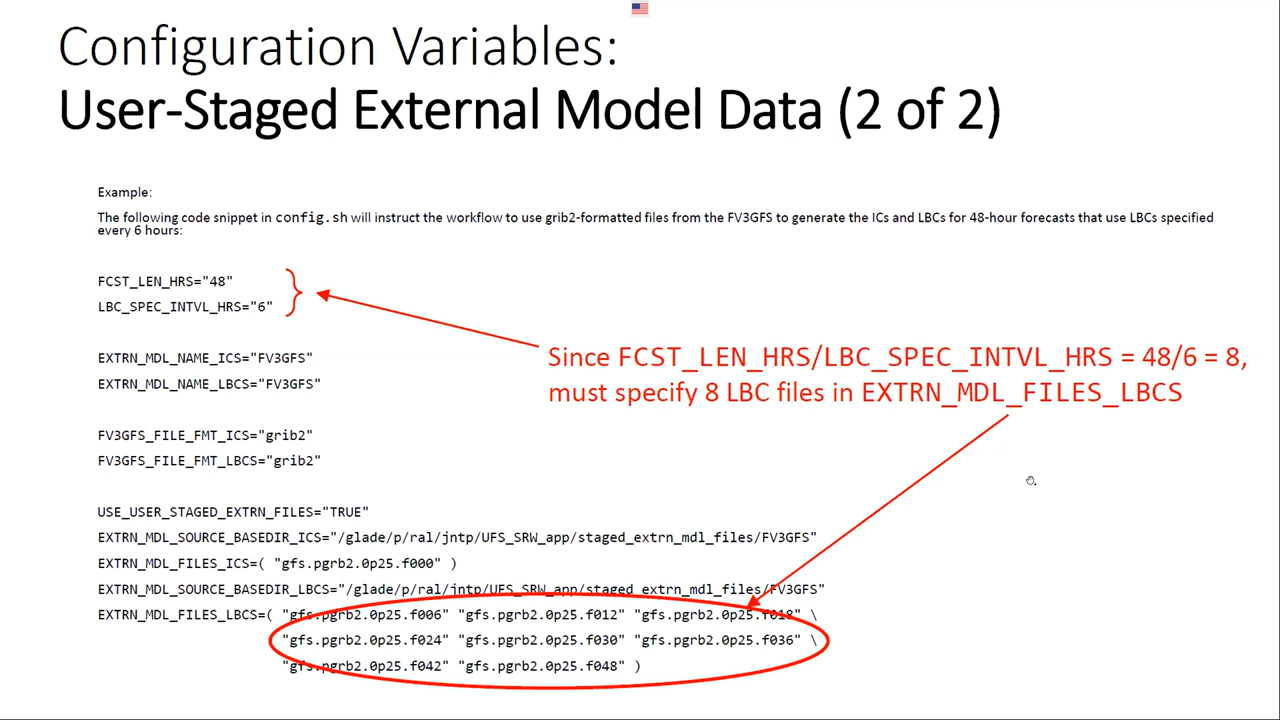 Configuration Variables:
User-Staged External Model Data (2 of 2)
Example:
The following code snippet in config.sh will instruct the workflow to use grib2-formatted files from the FV3GFS to generate the ICs and LBCs for 48-hour forecasts that use LBCs specified
every 6 hours:
FCST_LEN_HRS="48"
LBC_SPEC_INTVL_HRS="6"
Since FCST_LEN_HRS/LBC_SPEC_INTVL_HRS = 48/6 = 8,
must specify 8 LBC files in EXTRN_MDL_FILES_LBCS
EXTRN_MDL_NAME_ICS="FV3GFS"
EXTRN_MDL_NAME_LBCS="FV3GFS"
FV3GFS_FILE_FMT_ICS="grib2"
FV3GFS_FILE_FMT_LBCS="grib2"
USE_USER_STAGED_EXTRN_FILES="TRUE"
EXTRN_MDL_SOURCE_BASEDIR_ICS="/glade/p/ral/jntp/UFS_SRW_app/staged_extrn_mdl_files/FV3GFS"
EXTRN_MDL_FILES_ICS=( "gfs.pgrb2.0p25.f000" )
EXTRN_MDL_SOURCE_BASEDIR_LBCS="/glade/p/ral/jntp/UFS_SRW_app/staged_extrn_mdl_files/FV3GFS"
EXTRN_MDL_FILES_LBCS=( "gfs.pgrb2.0p25.f006" "gfs.pgrb2.0p25.f012" "gfs.pgrb2.0p25.f018" \
"gfs.pgrb2.0p25.f024" "gfs.pgrb2.0p25.f030" "gfs.pgrb2.0p25.f036" \
"gfs.pgrb2.0p25.f042" "gfs.pgrb2.0p25.f048" )